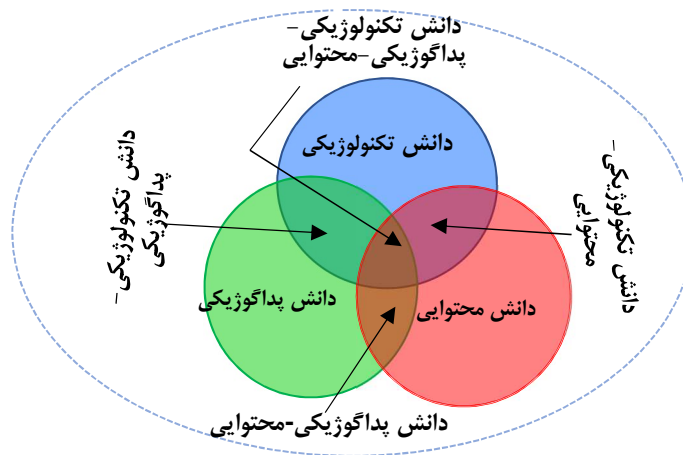 دانش تکنولوژیکی–
پداگوژیکی–محتوایی
دانش تکنولوژیکی
دانش تکنولوژیکی–
پداگوژیکی
دانش تکنولوژیکی–
محتوایی
دانش پداگوژیکی
دانش محتوایی
دانش پداگوژیکی-محتوایی